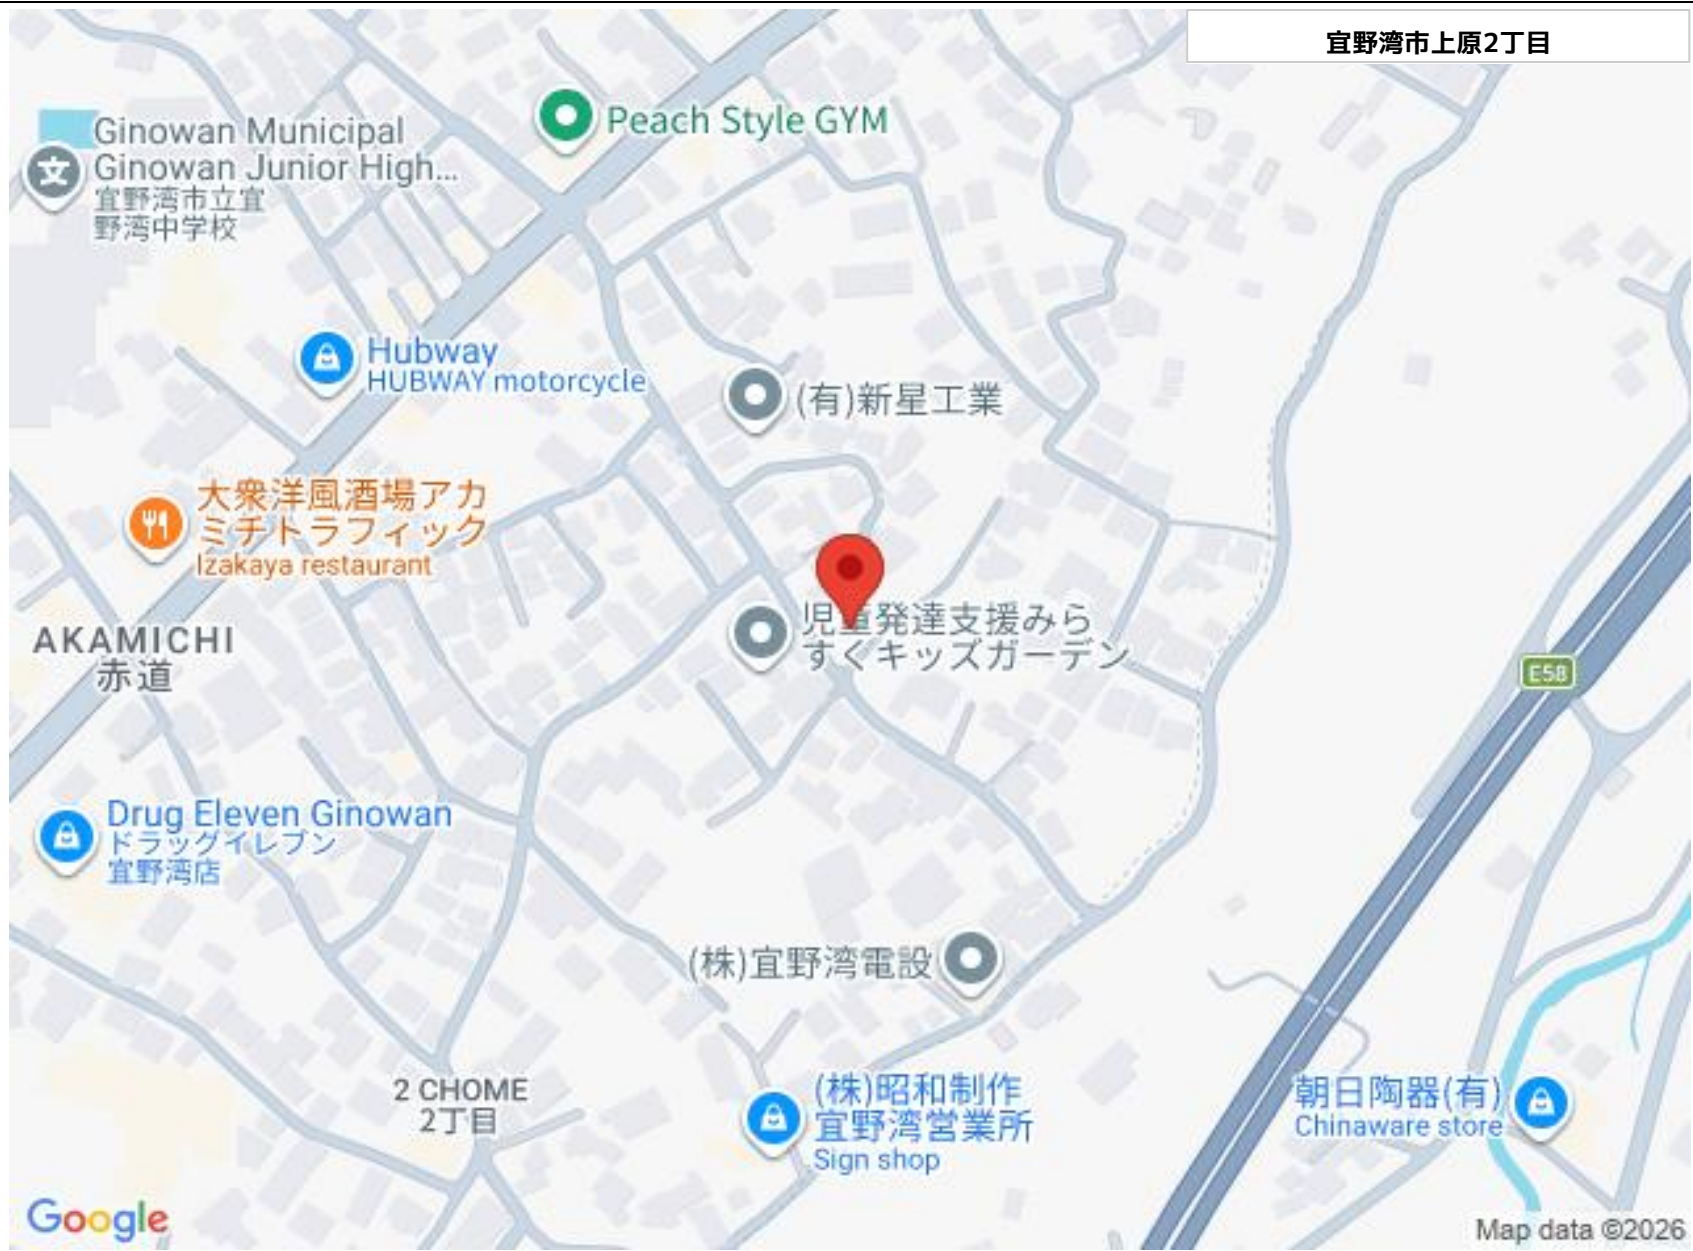 宜野湾市上原2丁目
Peach Style GYM
Ginowan Municipal
Ginowan Junior High...
宜野湾市立宜
野湾中学校
Hubway
HUBWAY motorcycle
(有)新星工業
大衆洋風酒場アカ
ミチトラフィック
Izakaya restaurant
児童発達支援みら
すくキッズガーデン
AKAMICHI
赤道
E58
Drug Eleven Ginowan
ドラッグイレブン
宜野湾店
(株)宜野湾電設
2 CHOME
2丁目
(株)昭和制作
宜野湾営業所
Sign shop
朝日陶器(有)
Chinaware store
Google
Map data ©2026